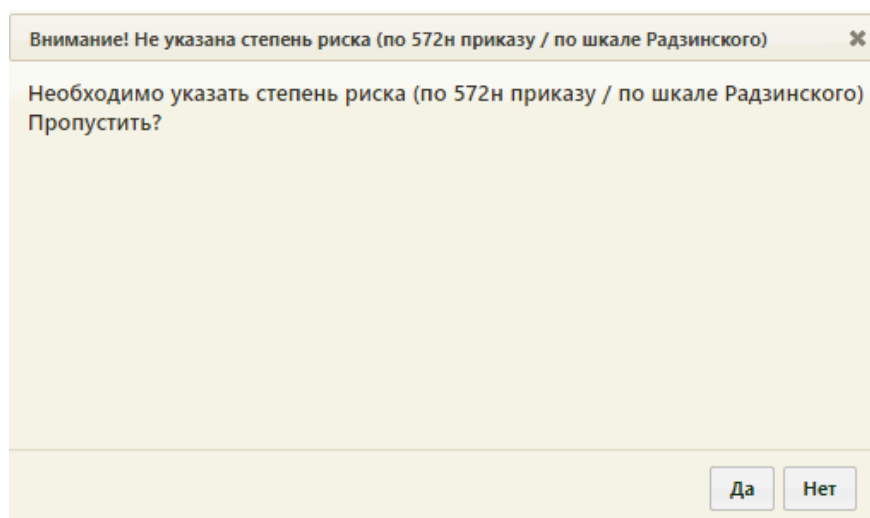 Внимание! Не указана степень риска (по 572н приказу / по шкале Радзинского)
Необходимо указать степень риска (по 572н приказу / по шкале Радзинского)
Пропустить?
Да Нет